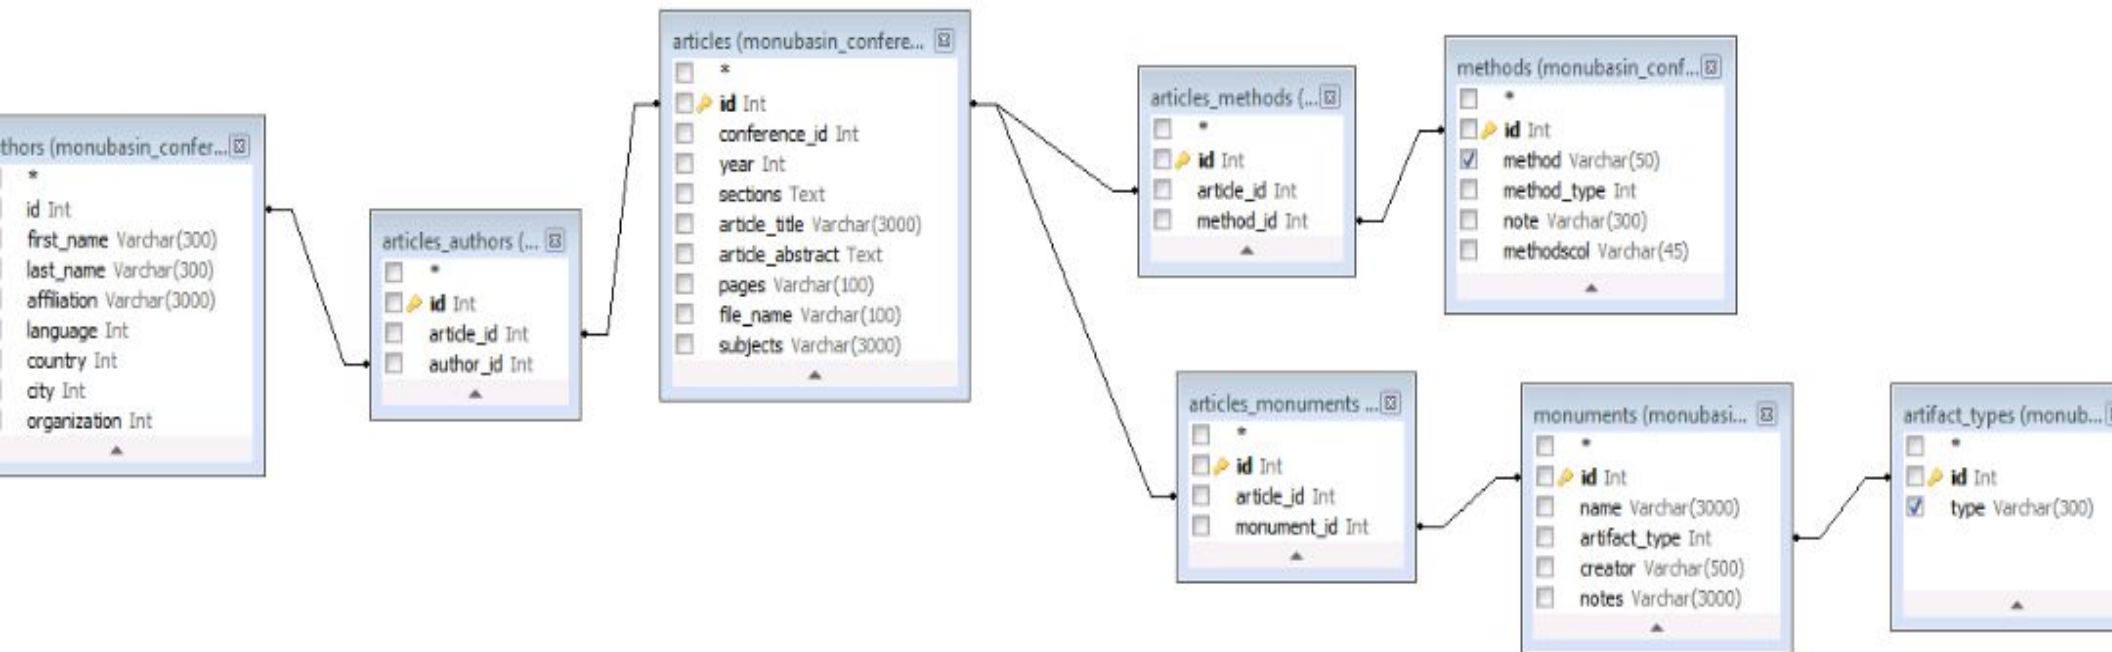 thors (monubasin_confer...
*
id Int
first_name Varchar(300)
last_name Varchar(300)
affiliation Varchar(3000)
language Int
country Int
city Int
organization Int
articles_authors (...
*
id Int
article_id Int
author_id Int
articles (monubasin_confere...
*
id Int
conference_id Int
year Int
sections Text
article_title Varchar(3000)
article_abstract Text
pages Varchar(100)
file_name Varchar(100)
subjects Varchar(3000)
articles_methods (...
*
id Int
article_id Int
method_id Int
methods (monubasin_conf...
*
id Int
method Varchar(50)
method_type Int
note Varchar(300)
methodscol Varchar(45)
articles_monuments ...
*
id Int
article_id Int
monument_id Int
monuments (monubasi...
*
id Int
name Varchar(3000)
artifact_type Int
creator Varchar(500)
notes Varchar(3000)
artifact_types (monub...
*
id Int
type Varchar(300)